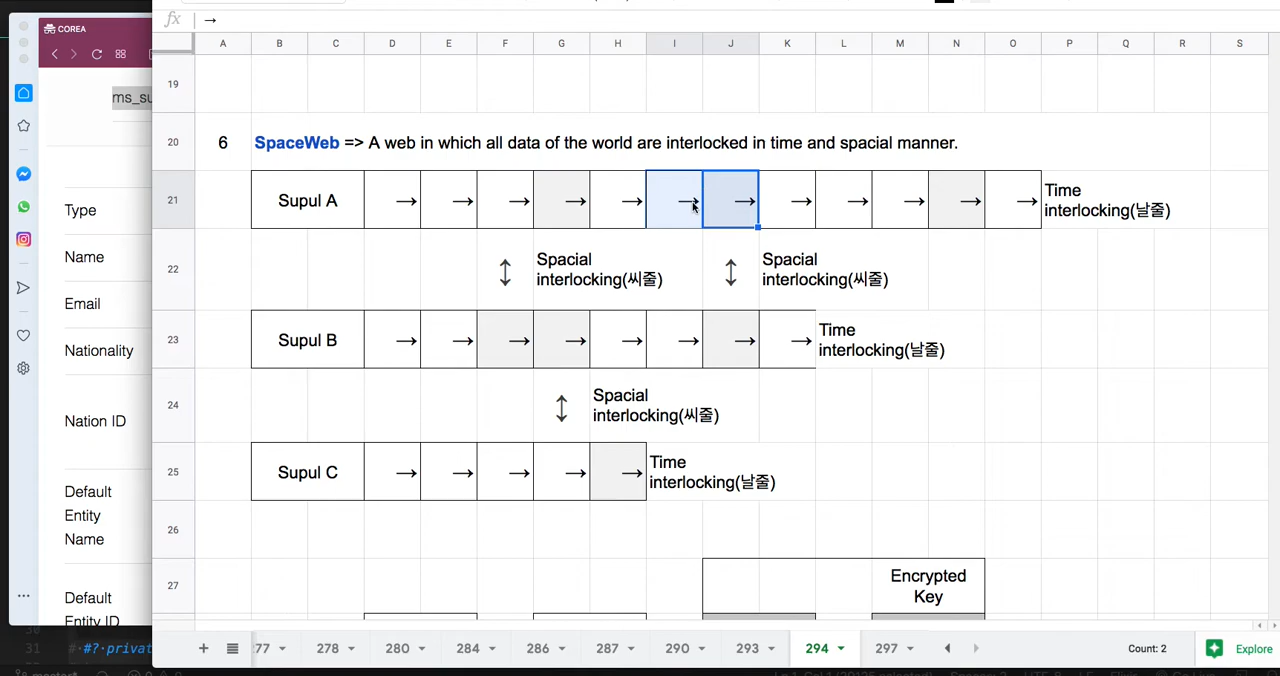 fx →
COREA
A B C D E F G H I J K L M N O P Q R S
ms_su
19
20 6 SpaceWeb => A web in which all data of the world are interlocked in time and spacial manner.
21 Supul A → → → → → → → → → → → → Time
interlocking(날줄)
Type
22 ↕ Spacial ↕ Spacial
interlocking(씨줄) interlocking(씨줄)
Name
Email
23 Supul B → → → → → → → → Time
interlocking(날줄)
Nationality
24 ↕ Spacial
interlocking(씨줄)
Nation ID
25 Supul C → → → → → Time
interlocking(날줄)
Default
Entity
Name
26
27 Encrypted
Key
Default
Entity ID
31 # #? privat
+ 277 278 280 284 286 287 290 293 294 297 Count: 2 Explore